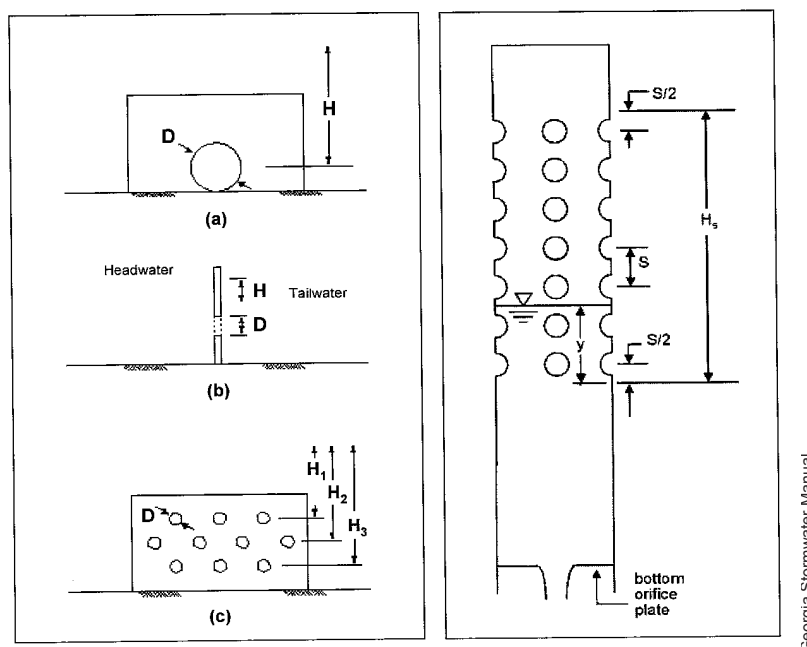 H
D
(a)
Headwater
H
Tailwater
D
(b)
H1
H2
D
H3
(c)
S/2
Hs
S
S/2
y
bottom
orifice
plate
Georgia Stormwater Manual